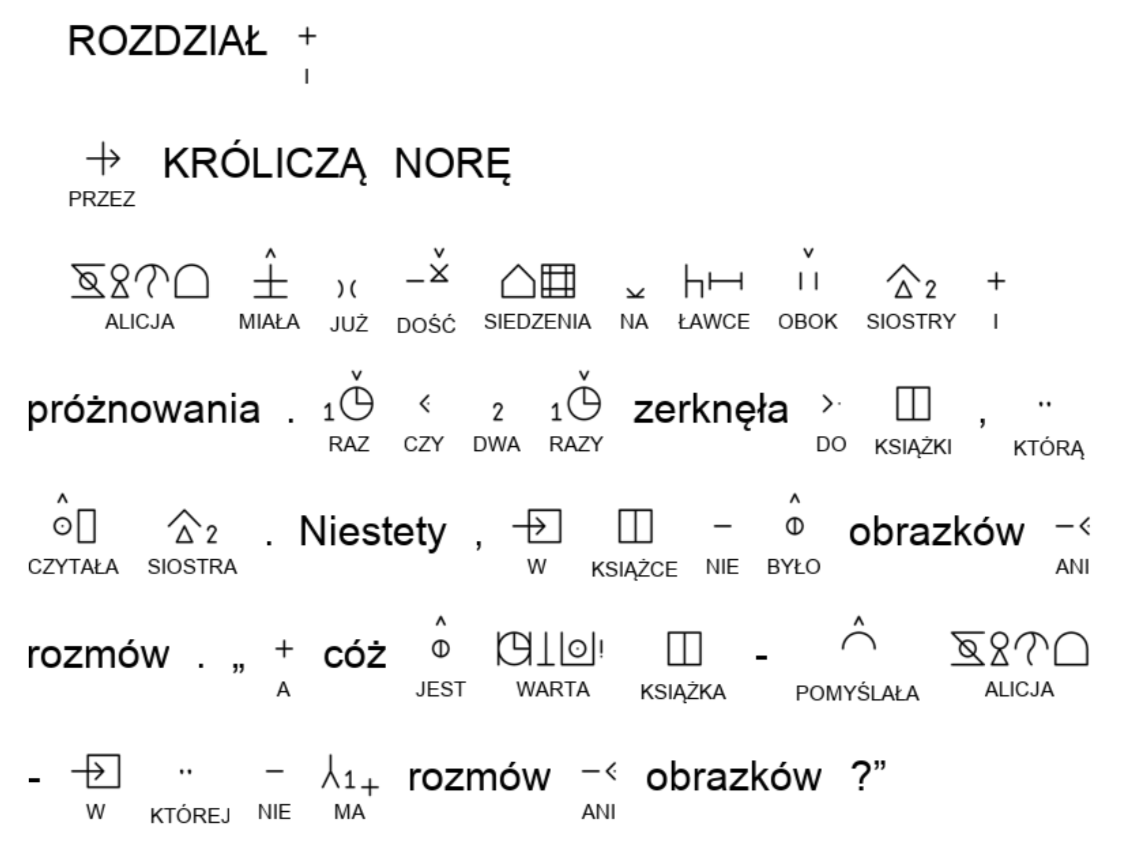 ROZDZIAŁ I
PRZEZ KRÓLICZĄ NORĘ
ALICJA MIAŁA JUŻ DOŚĆ SIEDZENIA NA ŁAWCE OBOK SIOSTRY I
próżnowania . RAZ CZY DWA RAZY zerknęła DO KSIĄŻKI , KTÓRĄ
CZYTAŁA SIOSTRA . Niestety , W KSIĄŻCE NIE BYŁO obrazków ANI
rozmów . „ A cóż JEST WARTA KSIĄŻKA - POMYŚLAŁA ALICJA
- W KTÓREJ NIE MA rozmów ANI obrazków ?”